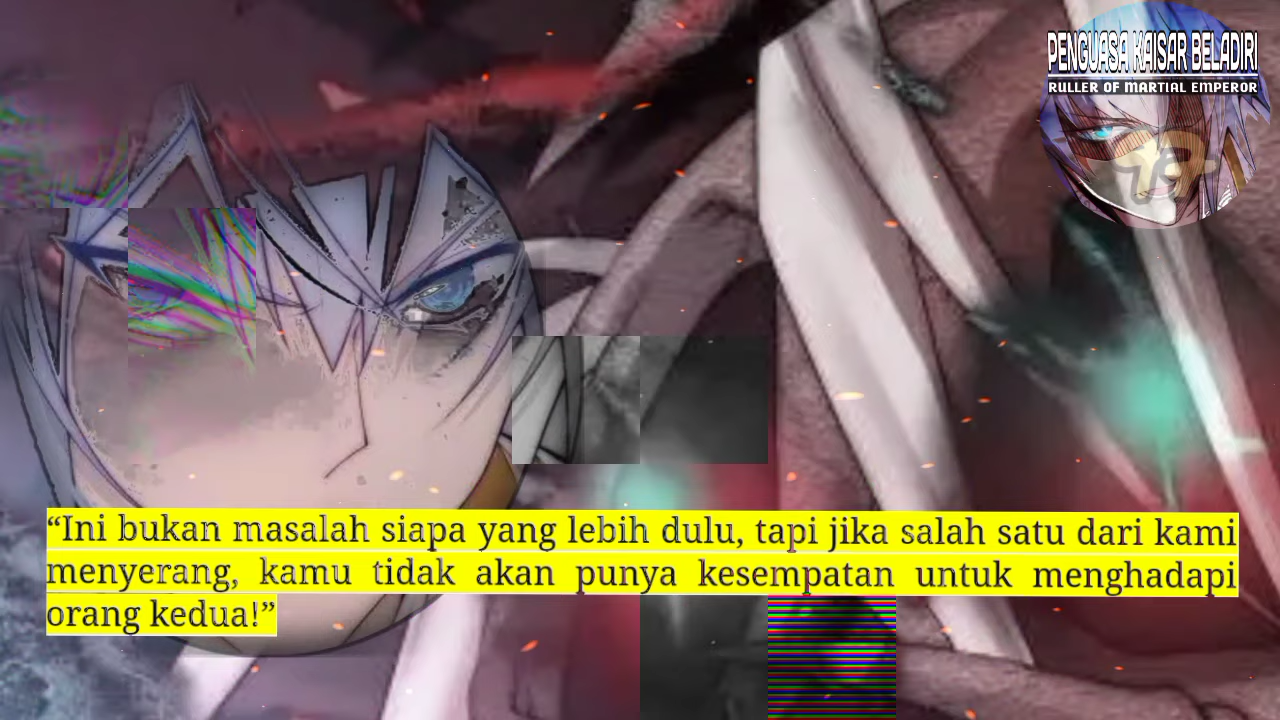 PENGUASA KAISAR BELADIRI
RULLER OF MARTIAL EMPEROR
“Ini bukan masalah siapa yang lebih dulu, tapi jika salah satu dari kami
menyerang, kamu tidak akan punya kesempatan untuk menghadapi
orang kedua!”